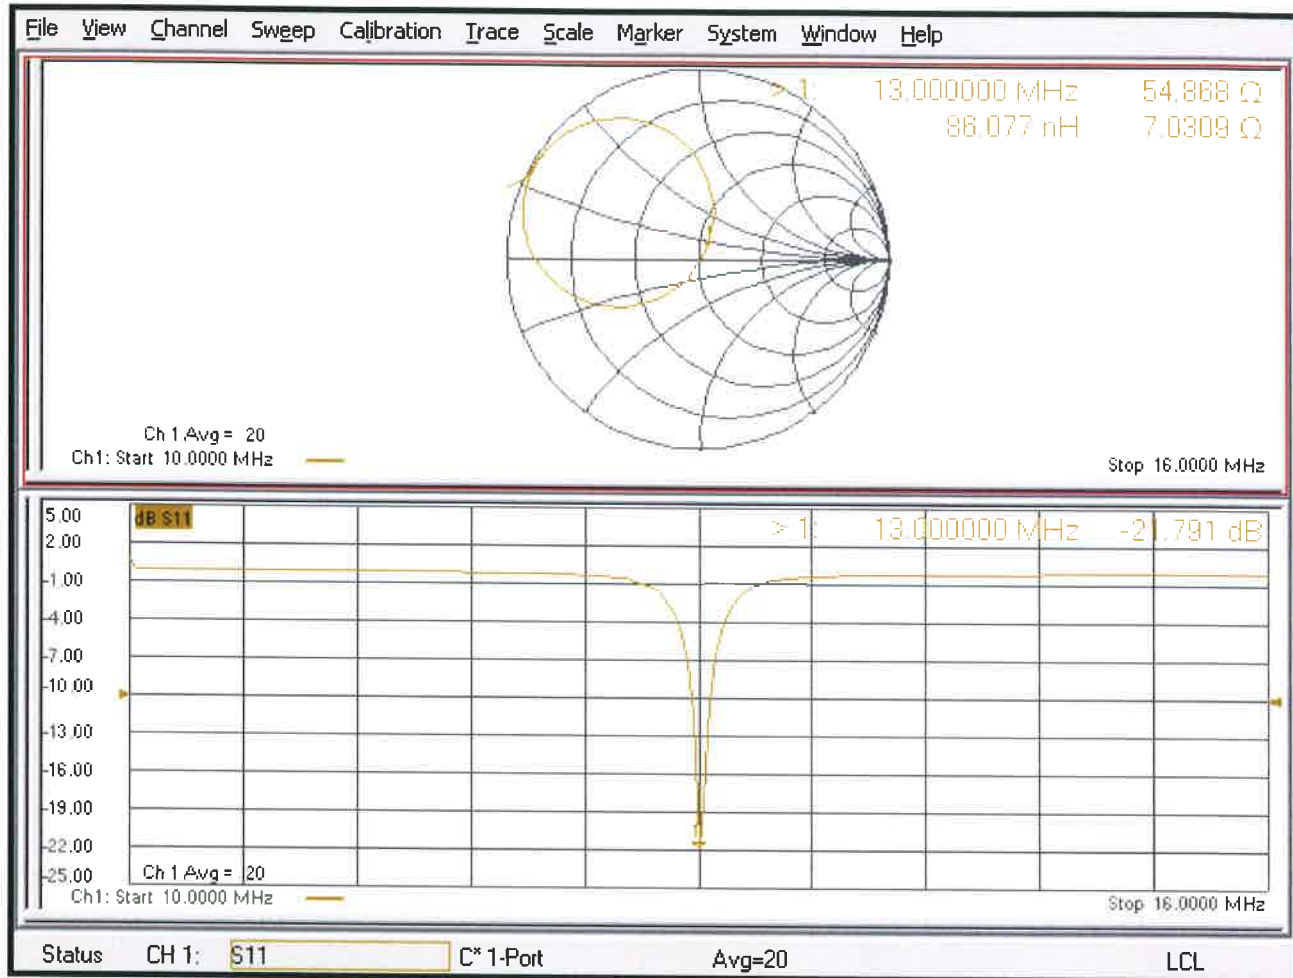 File View Channel Sweep Calibration Trace Scale Marker System Window Help
> 1: 13.000000 MHz 54.868 Ω
86.077 nH 7.0309 Ω
Ch 1 Avg = 20
Ch1: Start 10.0000 MHz
Stop 16.0000 MHz
5.00
dB S11
> 1: 13.000000 MHz -21.791 dB
2.00
-1.00
-4.00
-7.00
-10.00
-13.00
-16.00
-19.00
-22.00
-25.00
1
Ch 1 Avg = 20
Ch1: Start 10.0000 MHz
Stop 16.0000 MHz
Status CH 1: S11 C* 1-Port Avg=20 LCL